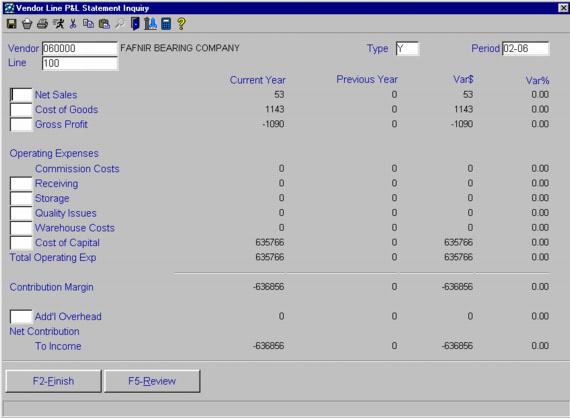 Vendor Line P&L Statement Inquiry
Vendor 060000 FAFNIR BEARING COMPANY Type Y Period 02-06
Line 100
Current Year Previous Year Var$ Var%
Net Sales 53 0 53 0.00
Cost of Goods 1143 0 1143 0.00
Gross Profit -1090 0 -1090 0.00
Operating Expenses
Commission Costs 0 0 0 0.00
Receiving 0 0 0 0.00
Storage 0 0 0 0.00
Quality Issues 0 0 0 0.00
Warehouse Costs 0 0 0 0.00
Cost of Capital 635766 0 635766 0.00
Total Operating Exp 635766 0 635766 0.00
Contribution Margin -636856 0 -636856 0.00
Add'l Overhead 0 0 0 0.00
Net Contribution
To Income -636856 0 -636856 0.00
F2-Finish F5-Review